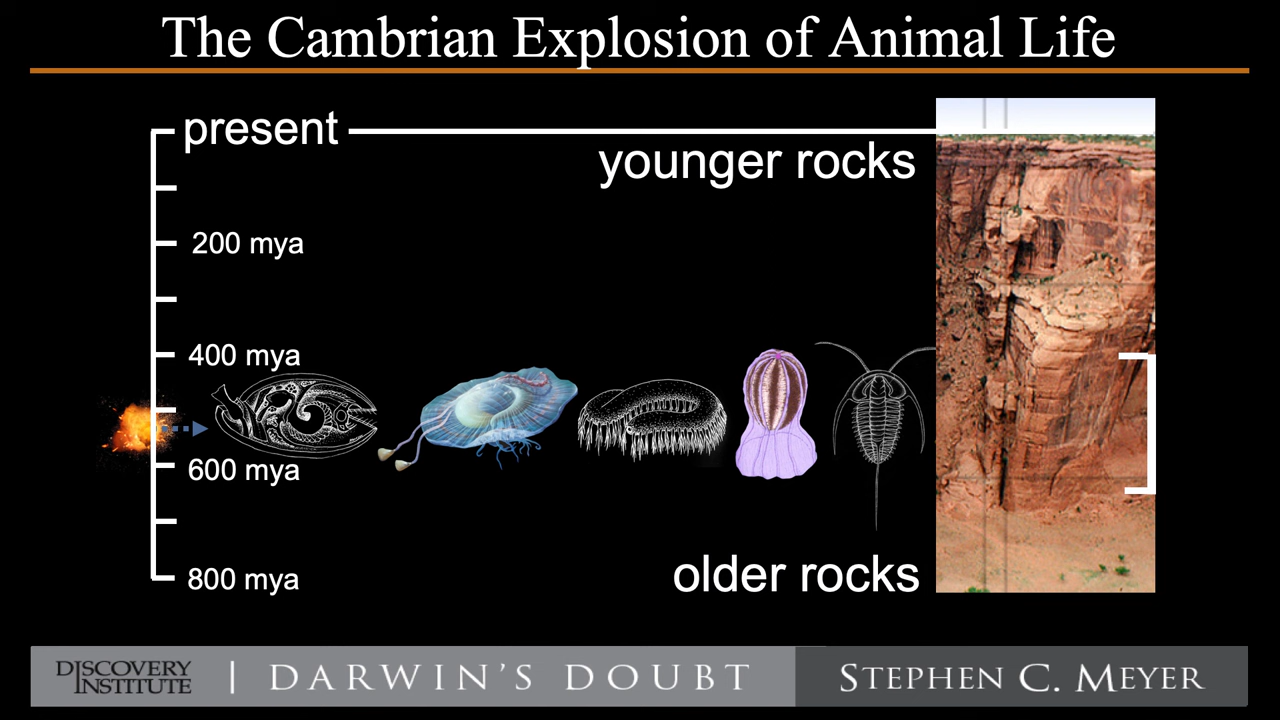 The Cambrian Explosion of Animal Life
present
younger rocks
200 mya
400 mya
600 mya
older rocks
800 mya
DISCOVERY
INSTITUTE
DARWIN'S DOUBT
STEPHEN C. MEYER